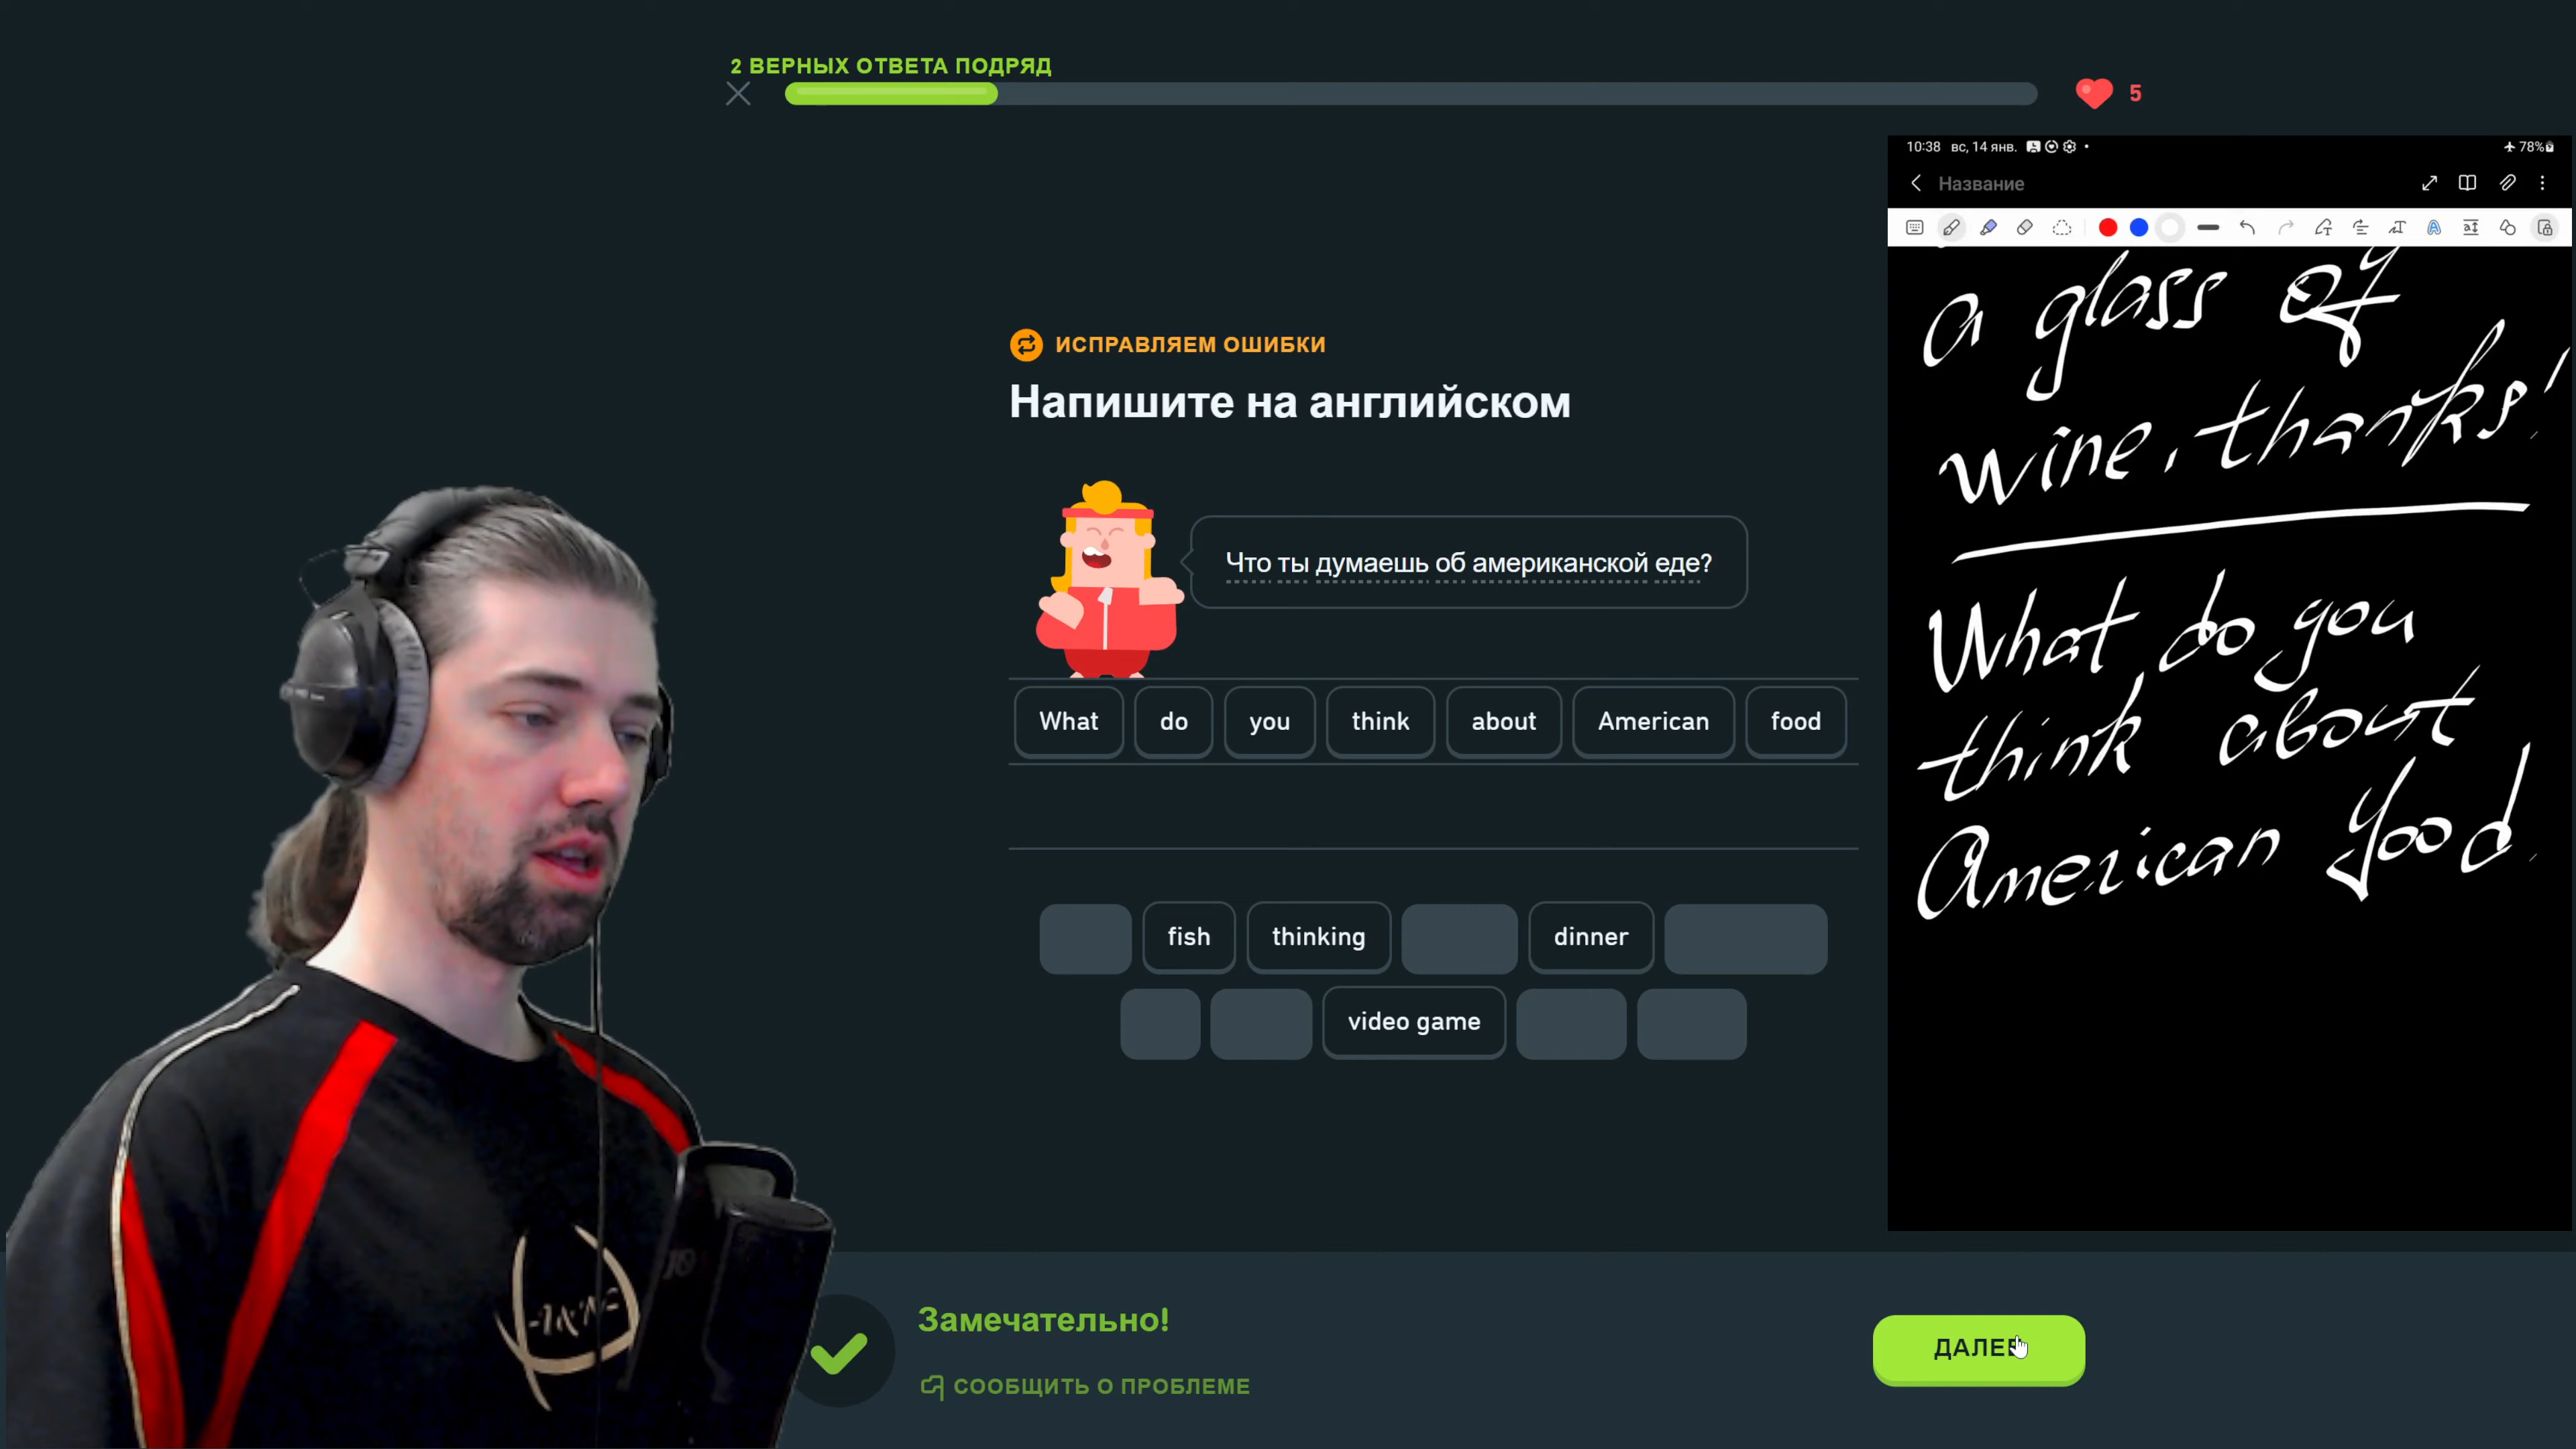 2 ВЕРНЫХ ОТВЕТА ПОДРЯД
5
10:38 вс, 14 янв.
78%
Название
a glass of
wine, thanks!
What do you
think about
American food.
ИСПРАВЛЯЕМ ОШИБКИ
Напишите на английском
Что ты думаешь об американской еде?
What do you think about American food
fish thinking dinner
video game
Замечательно!
СООБЩИТЬ О ПРОБЛЕМЕ
ДАЛЕЕ